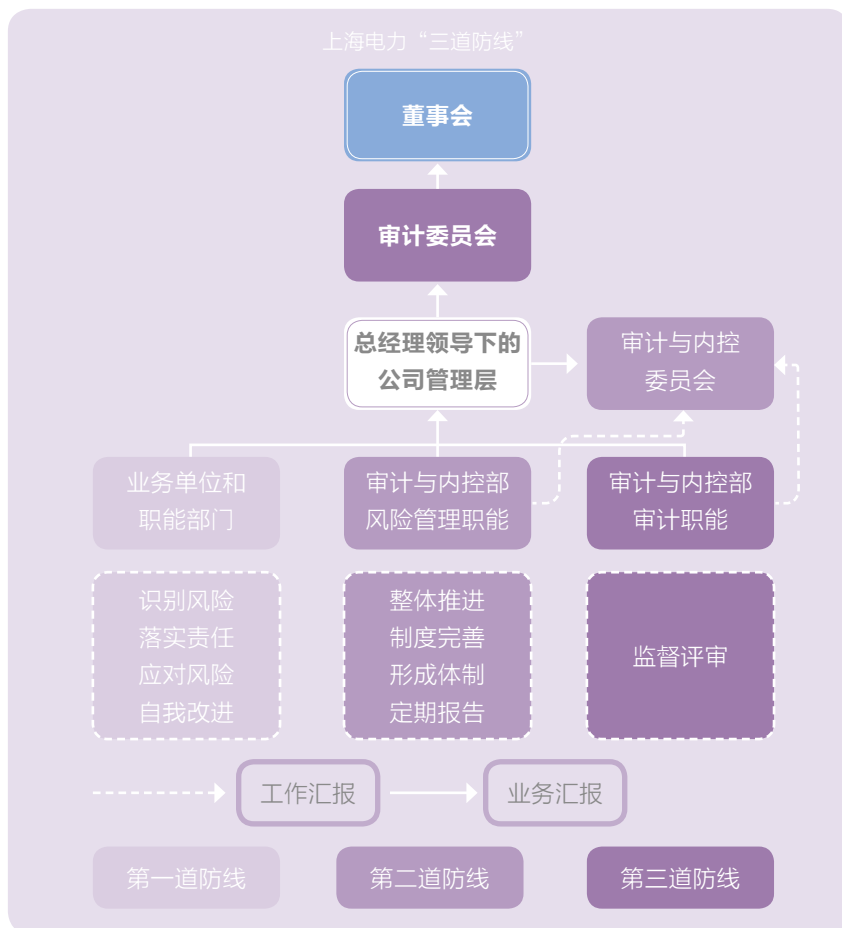 上海电力“三道防线”
董事会
审计委员会
总经理领导下的
公司管理层
审计与内控
委员会
业务单位和
职能部门
审计与内控部
风险管理职能
审计与内控部
审计职能
识别风险
落实责任
应对风险
自我改进
整体推进
制度完善
形成体制
定期报告
监督评审
工作汇报
业务汇报
第一道防线
第二道防线
第三道防线